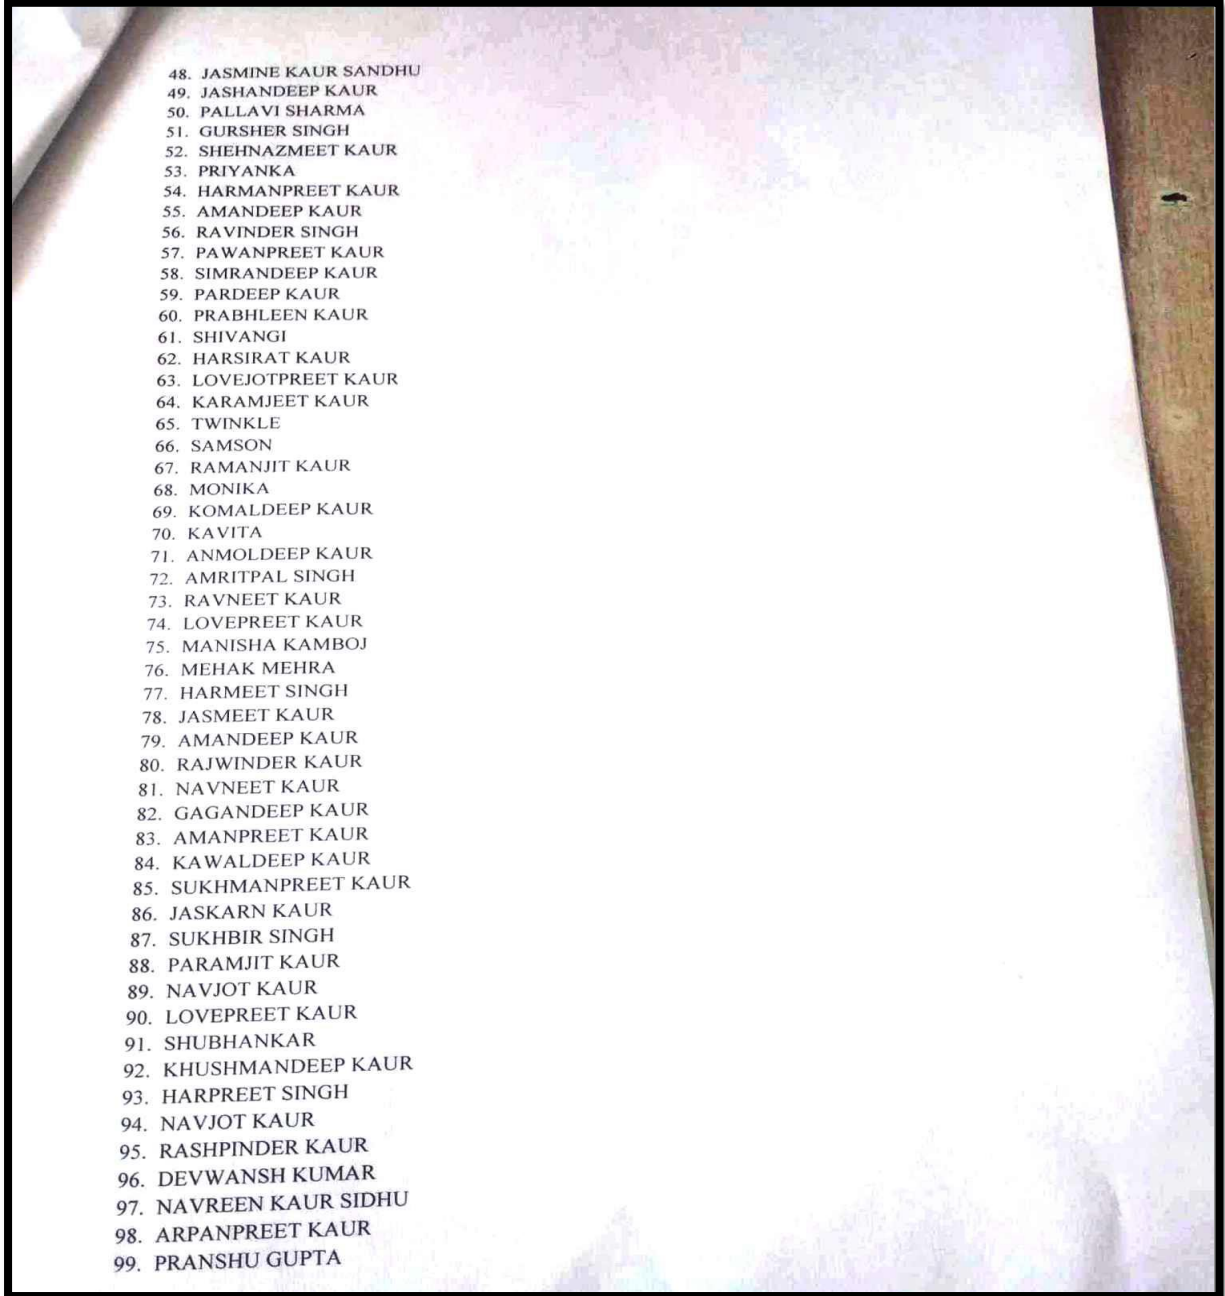 48. JASMINE KAUR SANDHU
49. JASHANDEEP KAUR
50. PALLAVI SHARMA
51. GURSHER SINGH
52. SHEHNAZMEET KAUR
53. PRIYANKA
54. HARMANPREET KAUR
55. AMANDEEP KAUR
56. RAVINDER SINGH
57. PAWANPREET KAUR
58. SIMRANDEEP KAUR
59. PARDEEP KAUR
60. PRABHLEEN KAUR
61. SHIVANGI
62. HARSIRAT KAUR
63. LOVEJOTPREET KAUR
64. KARAMJEET KAUR
65. TWINKLE
66. SAMSON
67. RAMANJIT KAUR
68. MONIKA
69. KOMALDEEP KAUR
70. KAVITA
71. ANMOLDEEP KAUR
72. AMRITPAL SINGH
73. RAVNEET KAUR
74. LOVEPREET KAUR
75. MANISHA KAMBOJ
76. MEHAK MEHRA
77. HARMEET SINGH
78. JASMEET KAUR
79. AMANDEEP KAUR
80. RAJWINDER KAUR
81. NAVNEET KAUR
82. GAGANDEEP KAUR
83. AMANPREET KAUR
84. KAWALDEEP KAUR
85. SUKHMANPREET KAUR
86. JASKARN KAUR
87. SUKHBIR SINGH
88. PARAMJIT KAUR
89. NAVJOT KAUR
90. LOVEPREET KAUR
91. SHUBHANKAR
92. KHUSHMANDEEP KAUR
93. HARPREET SINGH
94. NAVJOT KAUR
95. RASHPINDER KAUR
96. DEVWANSH KUMAR
97. NAVREEN KAUR SIDHU
98. ARPANPREET KAUR
99. PRANSHU GUPTA